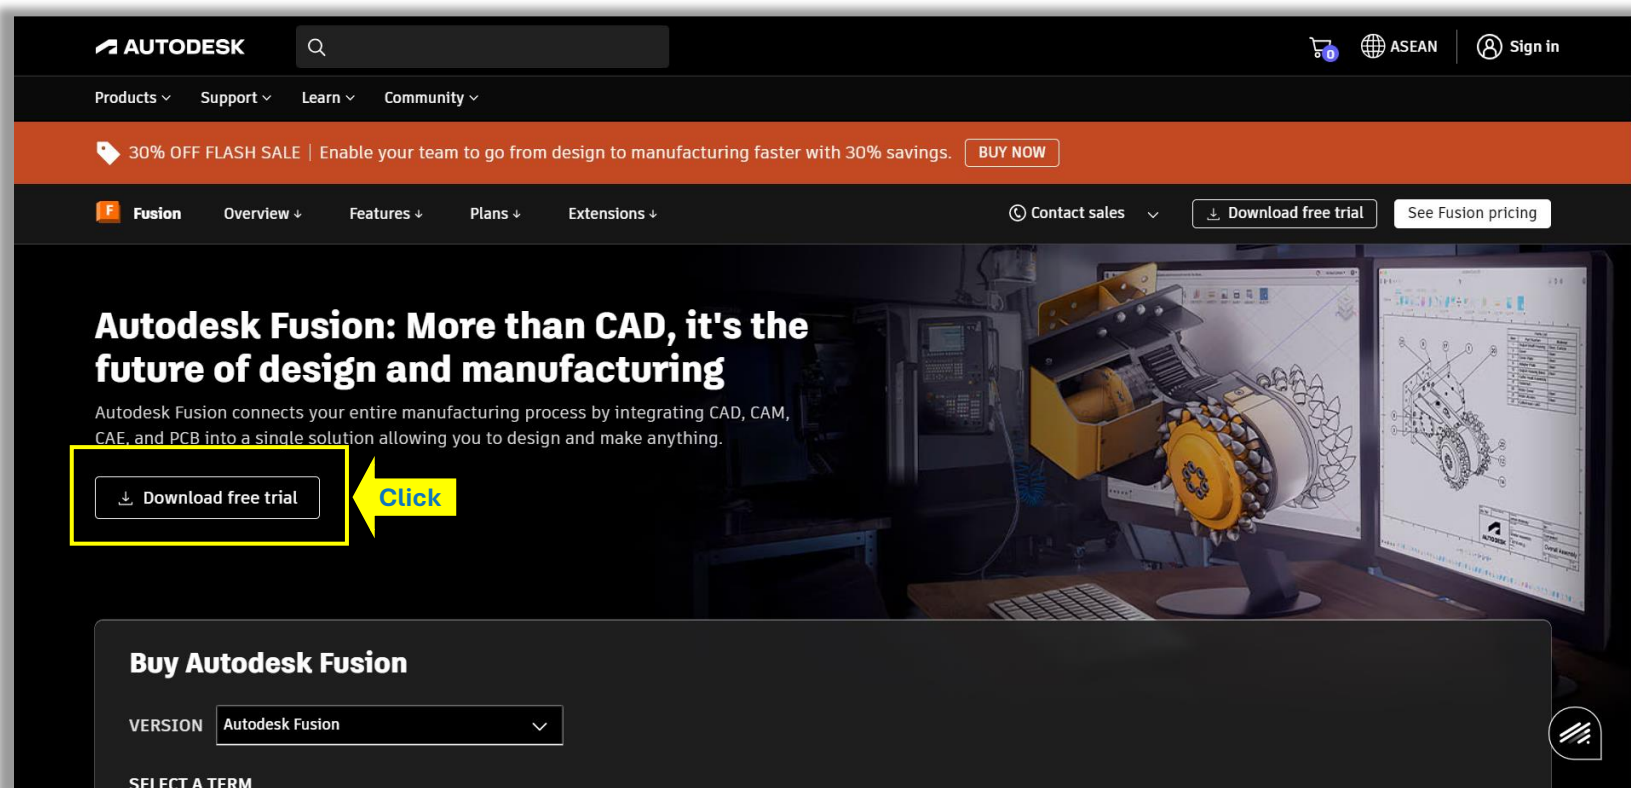 AUTODESK
0
ASEAN
Sign in
Products
Support
Learn
Community
30% OFF FLASH SALE | Enable your team to go from design to manufacturing faster with 30% savings.
BUY NOW
F
Fusion
Overview
Features
Plans
Extensions
Contact sales
Download free trial
See Fusion pricing
Autodesk Fusion: More than CAD, it's the
future of design and manufacturing
Autodesk Fusion connects your entire manufacturing process by integrating CAD, CAM,
CAE, and PCB into a single solution allowing you to design and make anything.
Download free trial
Click
AUTODESK
Overall Assembly
Buy Autodesk Fusion
VERSION
Autodesk Fusion
SELECT A TERM